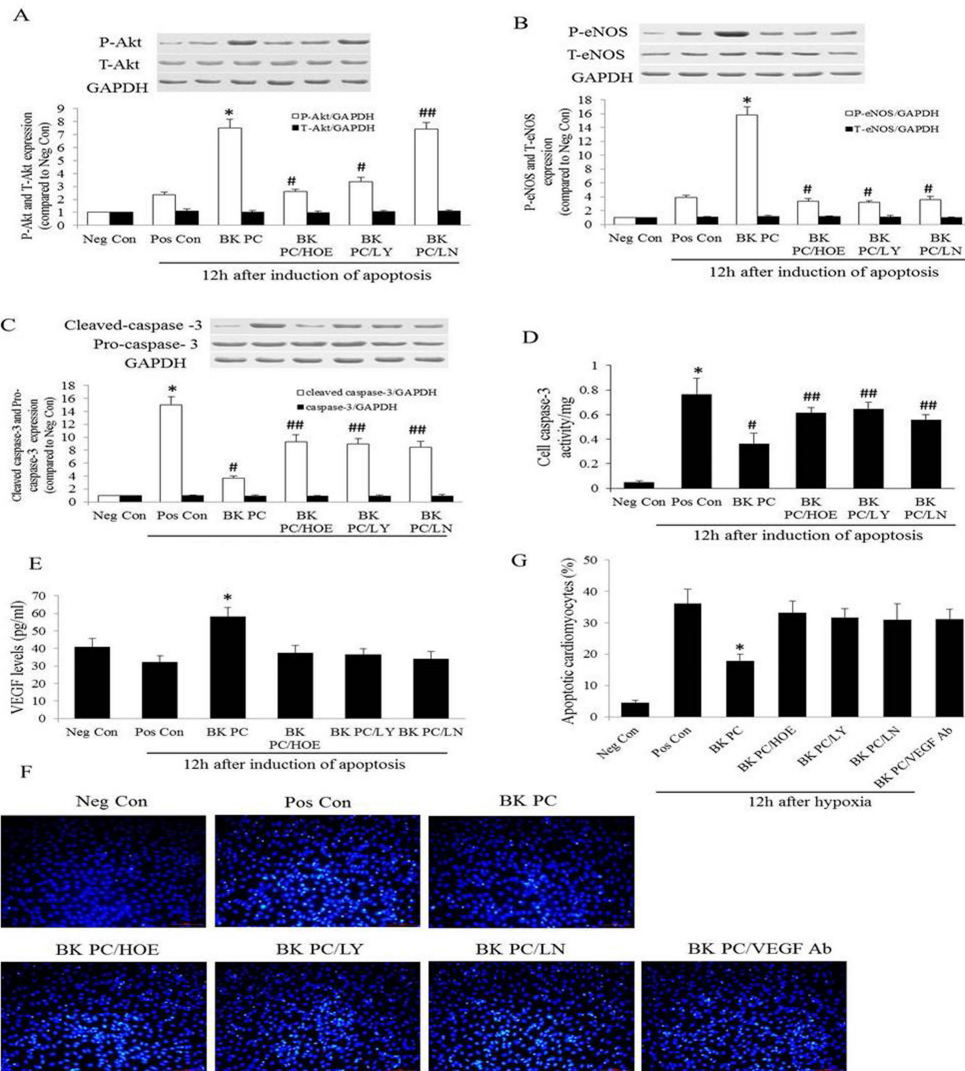 A
P-Akt
T-Akt
GAPDH
P-Akt and T-Akt expression
(compared to Neg Con)
9
8
7
6
5
4
3
2
1
0
*
#
#
##
P-Akt/GAPDH
T-Akt/GAPDH
Neg Con Pos Con BK PC BK PC/HOE BK PC/LY BK PC/LN
12h after induction of apoptosis
B
P-eNOS
T-eNOS
GAPDH
P-eNOS and T-eNOS
expression
(compared to Neg Con)
18
16
14
12
10
8
6
4
2
0
*
#
#
#
P-eNOS/GAPDH
T-eNOS/GAPDH
Neg Con Pos Con BK PC BK PC/HOE BK PC/LY BK PC/LN
12h after induction of apoptosis
C
Cleaved-caspase -3
Pro-caspase- 3
GAPDH
Cleaved caspase-3 and Pro-
caspase-3 expression
(compared to Neg Con)
18
16
14
12
10
8
6
4
2
0
*
#
##
##
##
cleaved caspase-3/GAPDH
caspase-3/GAPDH
Neg Con Pos Con BK PC BK PC/HOE BK PC/LY BK PC/LN
D
Cell caspase-3
activity/mg
1
0.8
0.6
0.4
0.2
0
*
#
##
##
##
Neg Con Pos Con BK PC BK PC/HOE BK PC/LY BK PC/LN
12h after induction of apoptosis
E
VEGF levels (pg/ml)
70
60
50
40
30
20
10
0
*
Neg Con Pos Con BK PC BK PC/HOE BK PC/LY BK PC/LN
12h after induction of apoptosis
G
Apoptotic cardiomyocytes (%)
50
40
30
20
10
0
*
Neg Con Pos Con BK PC BK PC/HOE BK PC/LY BK PC/LN BK PC/VEGF Ab
12h after hypoxia
F
Neg Con Pos Con BK PC
BK PC/HOE BK PC/LY BK PC/LN BK PC/VEGF Ab